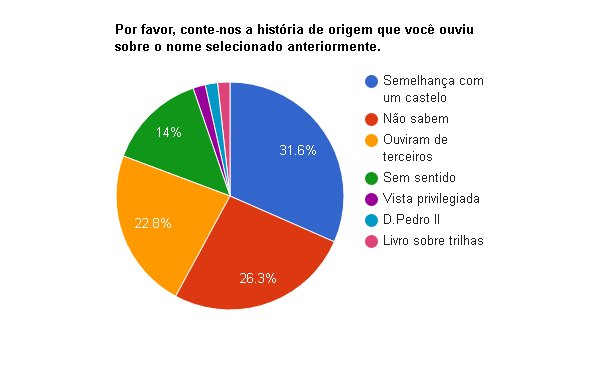 Por favor, conte-nos a história de origem que você ouviu
sobre o nome selecionado anteriormente.
Semelhança com
um castelo
Não sabem
Ouviram de
terceiros
Sem sentido
Vista privilegiada
D.Pedro II
Livro sobre trilhas
31.6%
26.3%
22.8%
14%